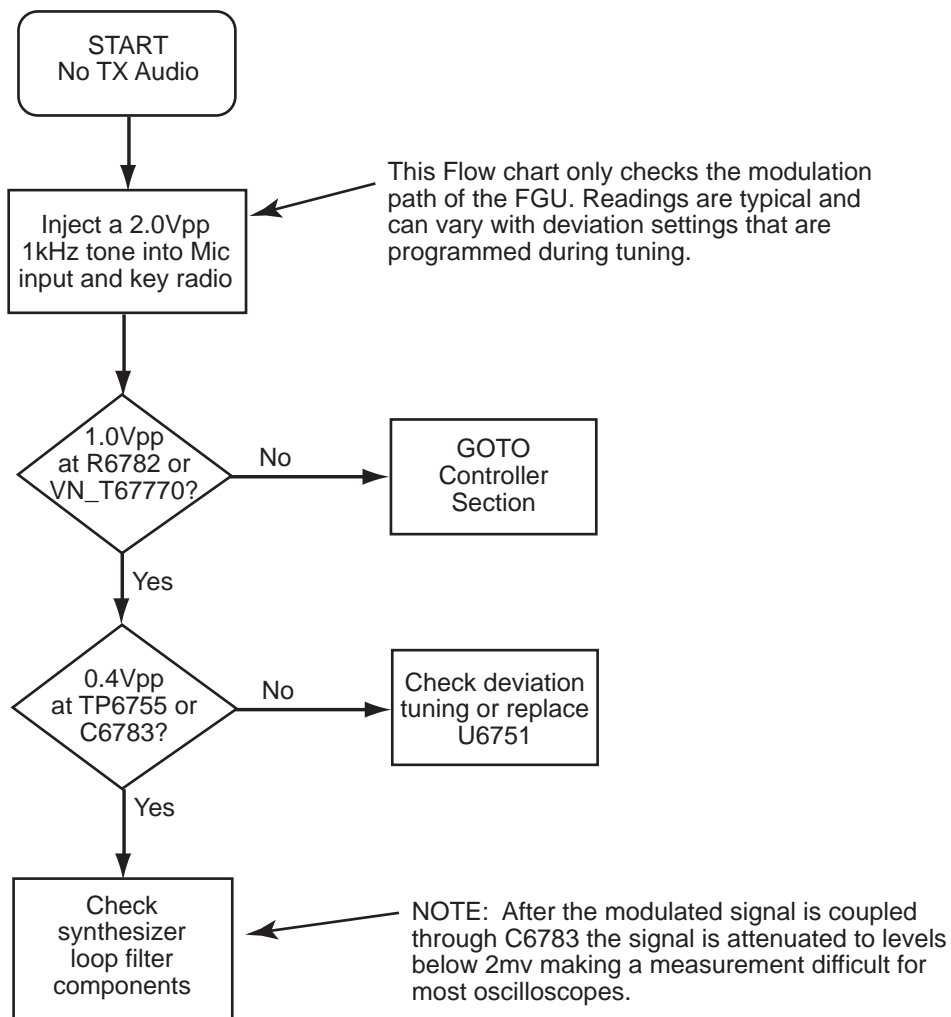 START
No TX Audio
This Flow chart only checks the modulation
path of the FGU. Readings are typical and
can vary with deviation settings that are
programmed during tuning.
Inject a 2.0Vpp
1kHz tone into Mic
input and key radio
1.0Vpp
at R6782 or
VN_T67770?
No
GOTO
Controller
Section
Yes
0.4Vpp
at TP6755 or
C6783?
No
Check deviation
tuning or replace
U6751
Yes
Check
synthesizer
loop filter
components
NOTE: After the modulated signal is coupled
through C6783 the signal is attenuated to levels
below 2mv making a measurement difficult for
most oscilloscopes.